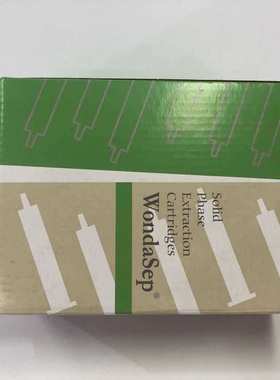 Solid
Phase
Extraction
Cartridges
WondaSep®